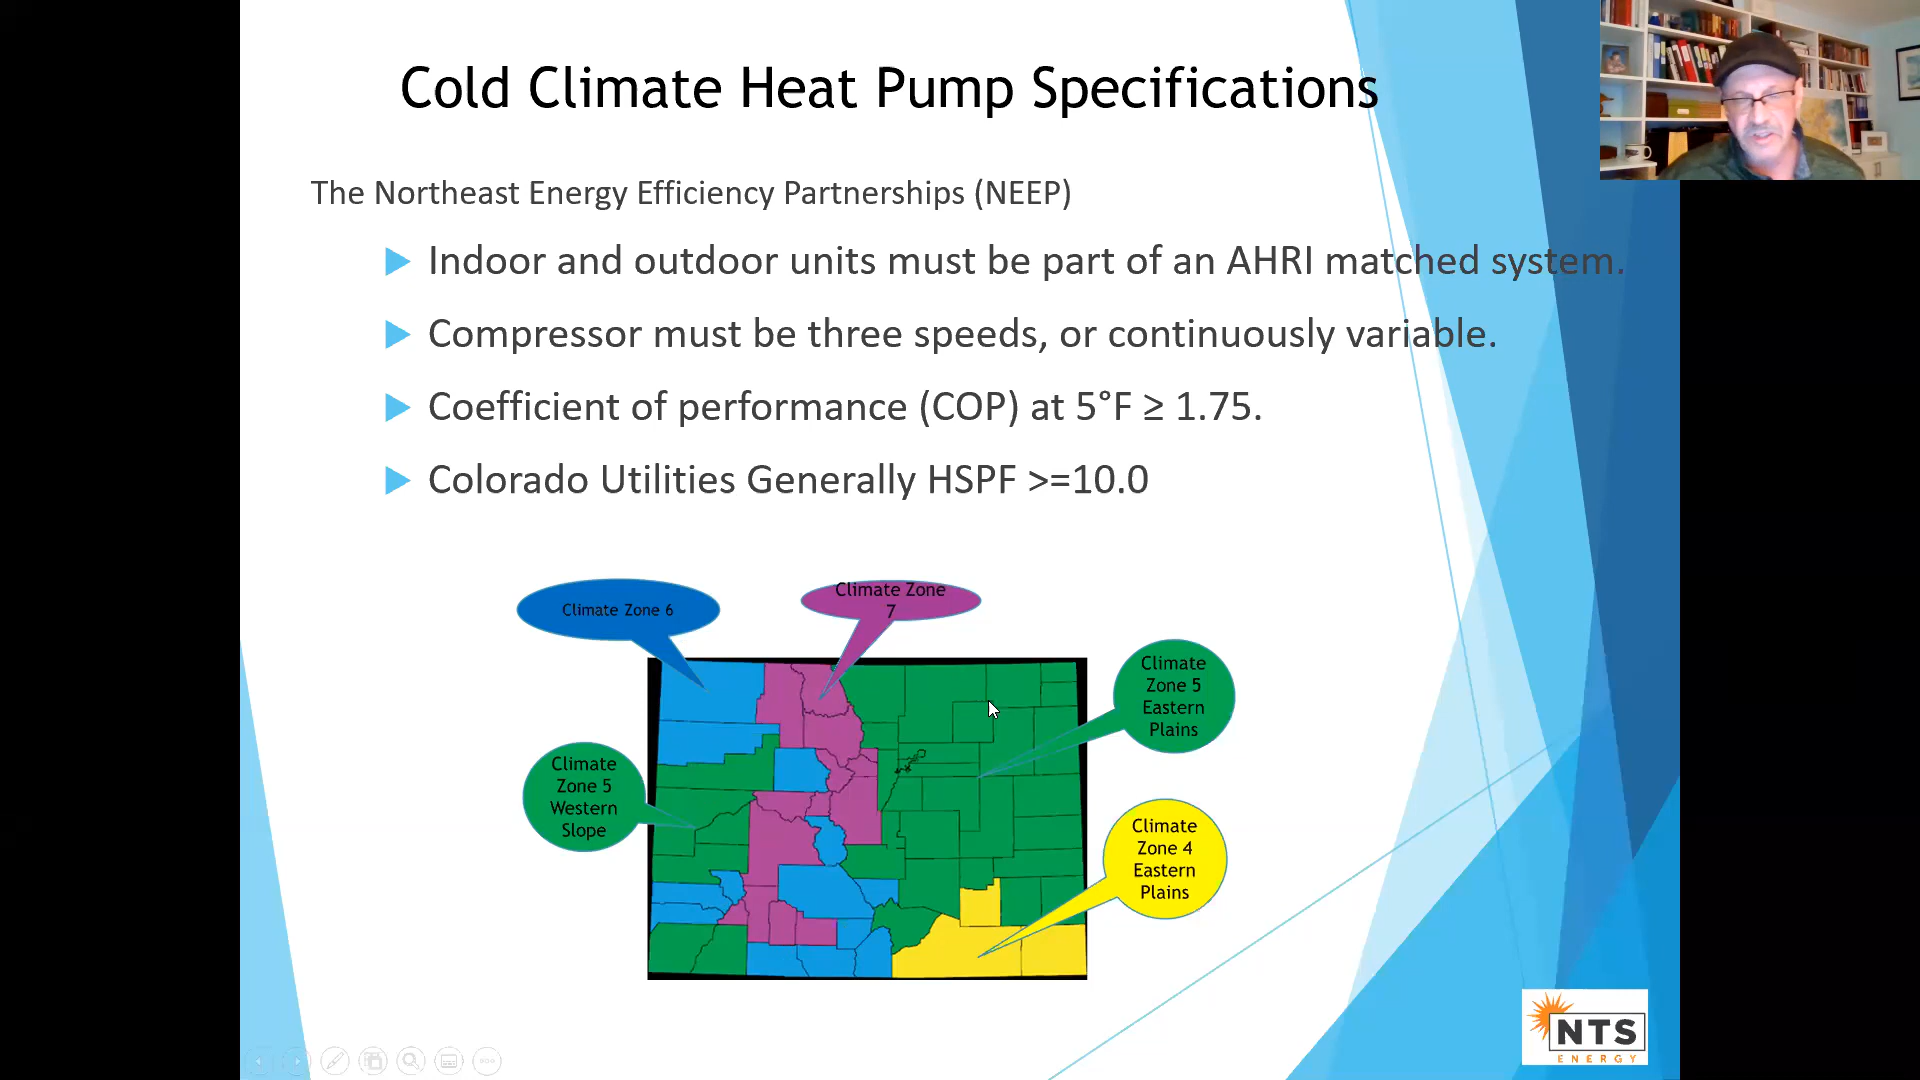 Cold Climate Heat Pump Specifications
The Northeast Energy Efficiency Partnerships (NEEP)
Indoor and outdoor units must be part of an AHRI matched system.
Compressor must be three speeds, or continuously variable.
Coefficient of performance (COP) at 5°F ≥ 1.75.
Colorado Utilities Generally HSPF >=10.0
Climate Zone 6
Climate Zone
7
Climate
Zone 5
Eastern
Plains
Climate
Zone 5
Western
Slope
Climate
Zone 4
Eastern
Plains
NTS
ENERGY